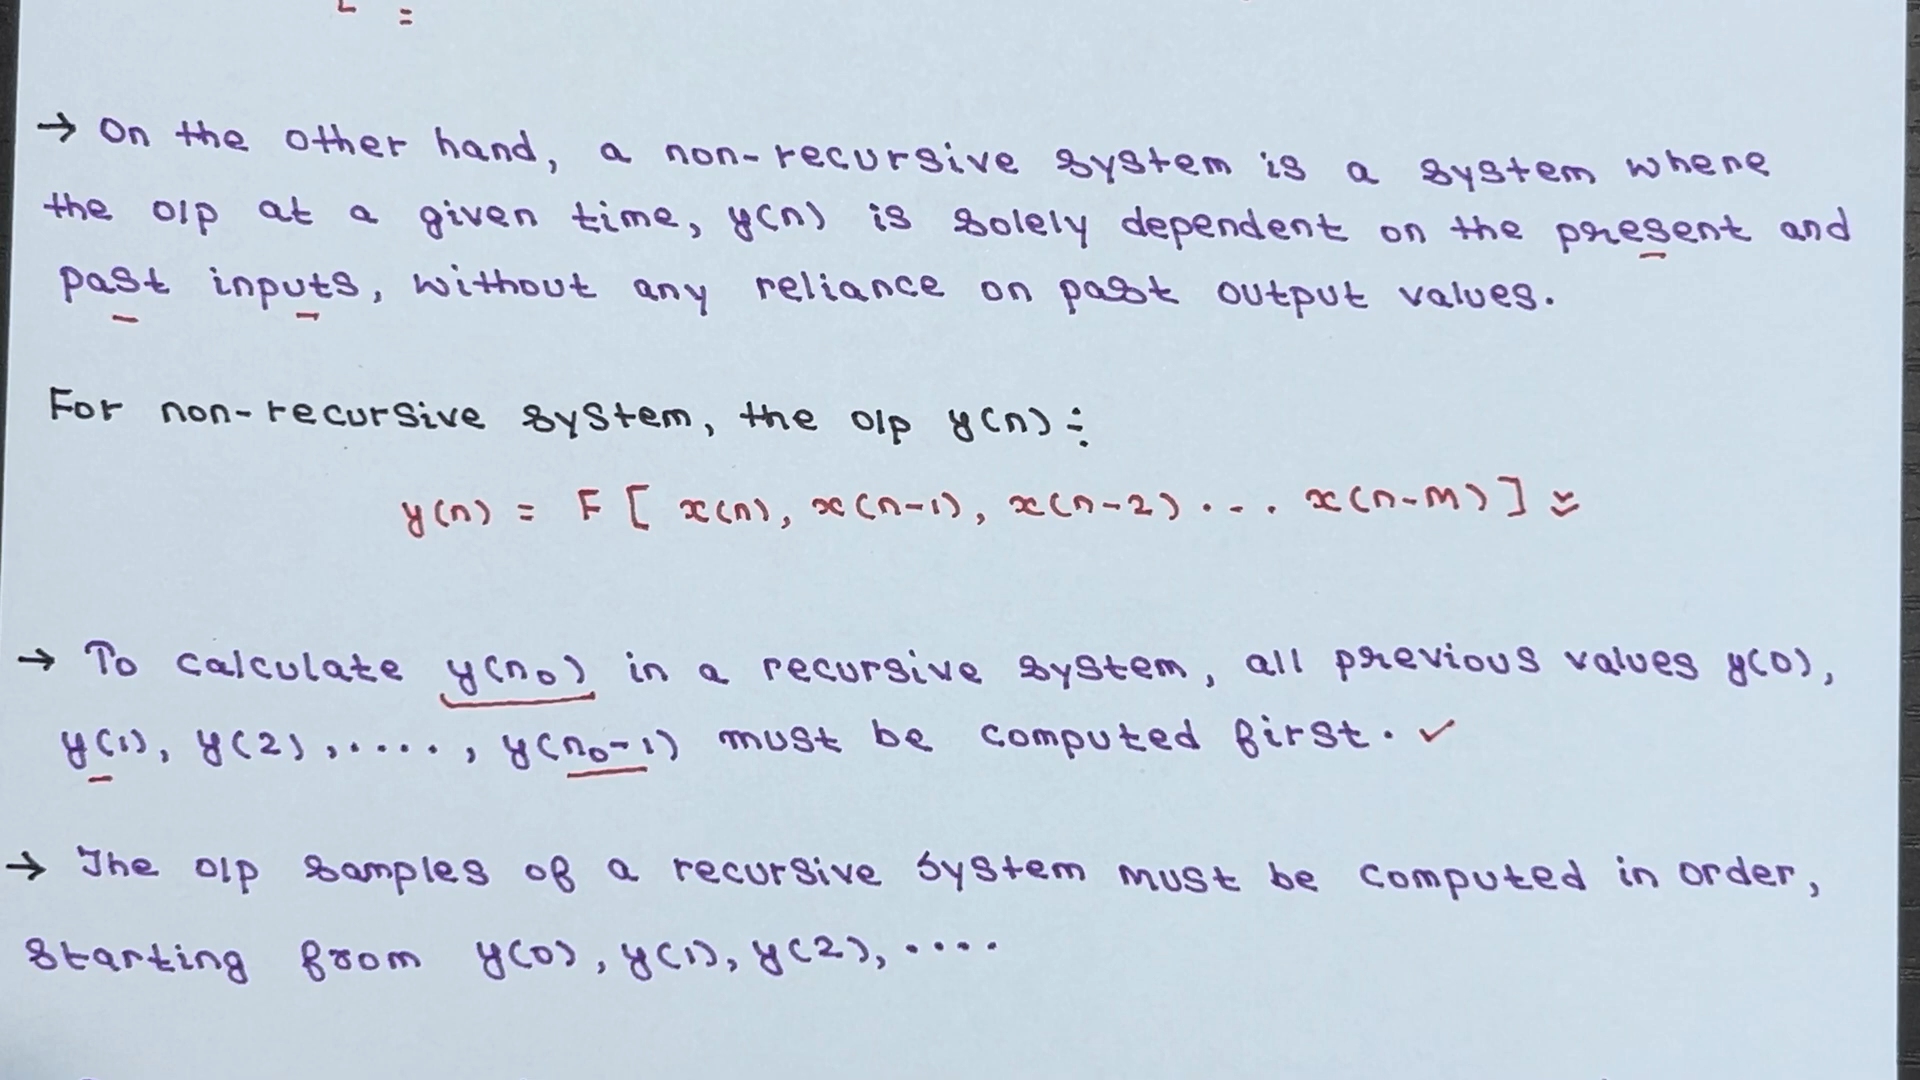 → On the other hand, a non-recursive system is a system where
the o/p at a given time, y(n) is solely dependent on the present and
past inputs, without any reliance on past output values.
For non-recursive system, the o/p y(n) :-
y(n) = F [ x(n), x(n-1), x(n-2) ... x(n-M) ]
→ To calculate y(n₀) in a recursive system, all previous values y(0),
y(1), y(2), ...., y(n₀-1) must be computed first. ✓
→ The o/p samples of a recursive system must be computed in order,
starting from y(0), y(1), y(2), ....